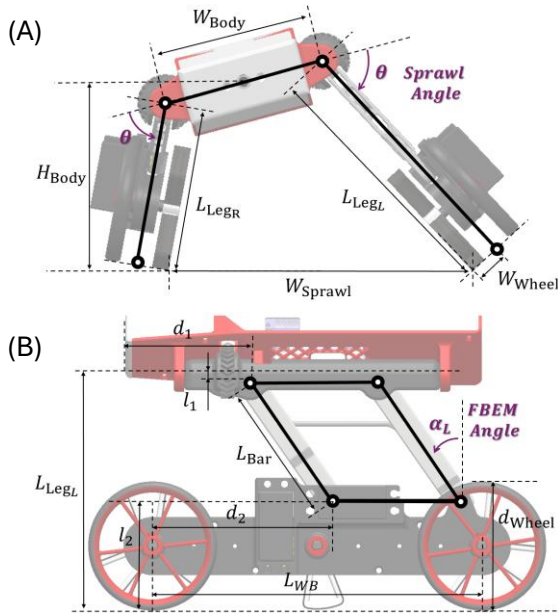 (A)
W_Body
θ Sprawl
Angle
θ
H_Body
L_Leg_R
L_Leg_L
W_Sprawl
W_Wheel
(B)
d_1
l_1
α_L FBEM
Angle
L_Bar
L_Leg_L
d_2
d_Wheel
l_2
L_WB